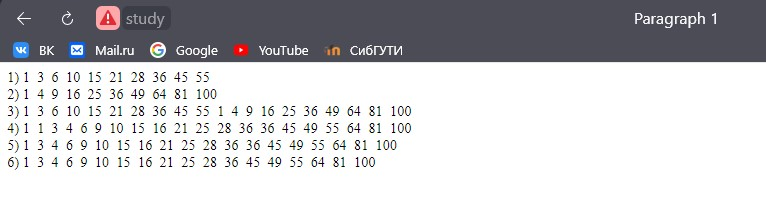 study Paragraph 1
ВК Mail.ru Google YouTube СибГУТИ
1) 1 3 6 10 15 21 28 36 45 55
2) 1 4 9 16 25 36 49 64 81 100
3) 1 3 6 10 15 21 28 36 45 55 1 4 9 16 25 36 49 64 81 100
4) 1 1 3 4 6 9 10 15 16 21 25 28 36 36 45 49 55 64 81 100
5) 1 3 4 6 9 10 15 16 21 25 28 36 36 45 49 55 64 81 100
6) 1 3 4 6 9 10 15 16 21 25 28 36 45 49 55 64 81 100